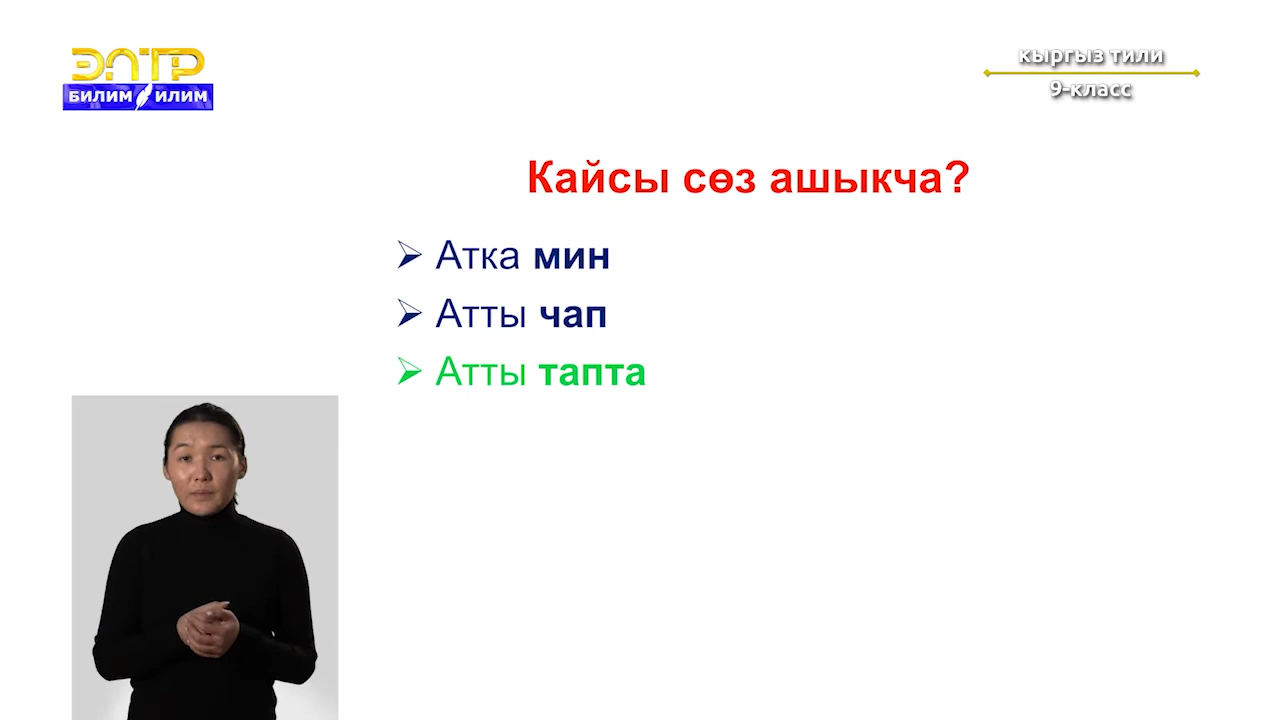 ЭЛТР
БИЛИМ ИЛИМ
кыргыз тили
9-класс
Кайсы сөз ашыкча?
Атка мин
Атты чап
Атты тапта